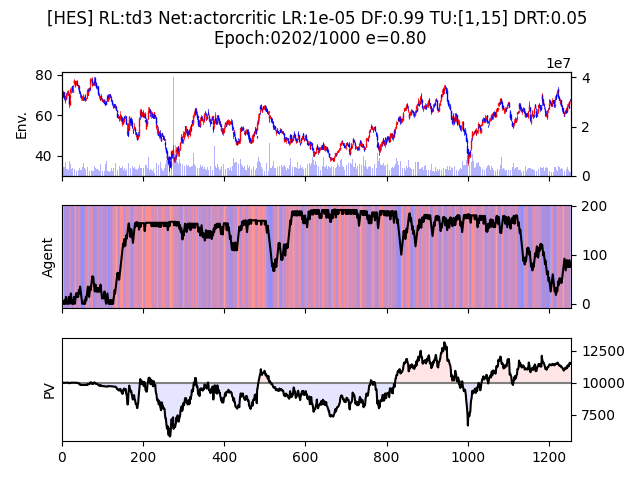 [HES] RL:td3 Net:actorcritic LR:1e-05 DF:0.99 TU:[1,15] DRT:0.05
Epoch:0202/1000 e=0.80
1e7
80
60
40
Env.
4
2
0
Agent
200
100
0
PV
12500
10000
7500
0 200 400 600 800 1000 1200